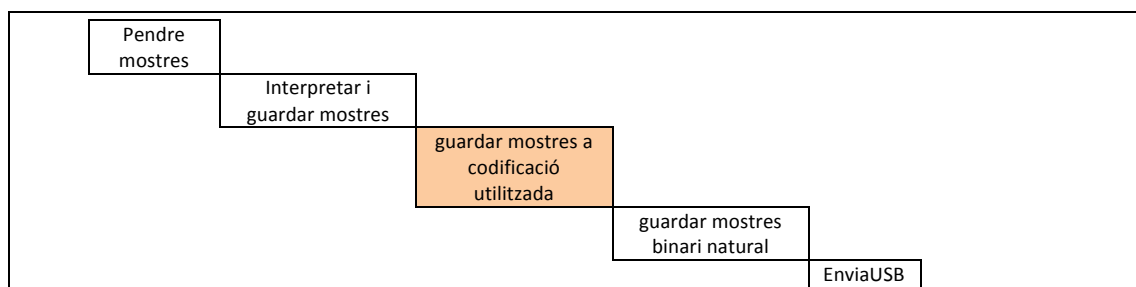 Pendre
mostres
Interpretar i
guardar mostres
guardar mostres a
codificació
utilitzada
guardar mostres
binari natural
EnviaUSB